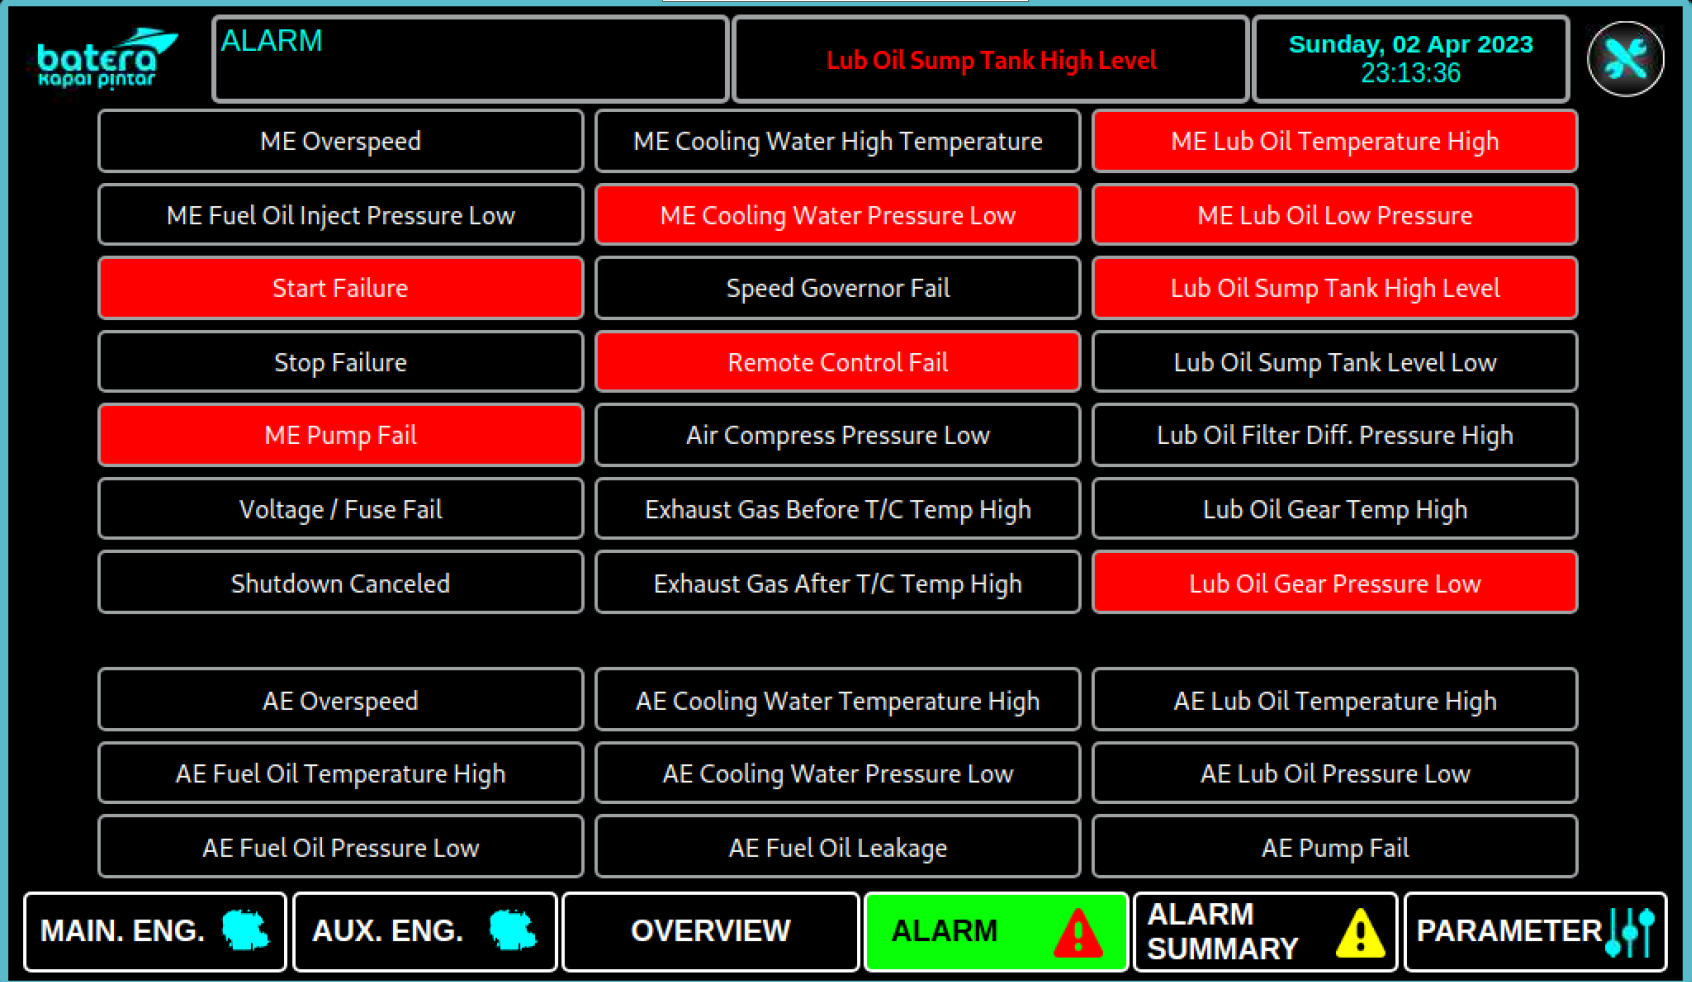 batera
kapal pintar
ALARM
Lub Oil Sump Tank High Level
Sunday, 02 Apr 2023
23:13:36
ME Overspeed
ME Cooling Water High Temperature
ME Lub Oil Temperature High
ME Fuel Oil Inject Pressure Low
ME Cooling Water Pressure Low
ME Lub Oil Low Pressure
Start Failure
Speed Governor Fail
Lub Oil Sump Tank High Level
Stop Failure
Remote Control Fail
Lub Oil Sump Tank Level Low
ME Pump Fail
Air Compress Pressure Low
Lub Oil Filter Diff. Pressure High
Voltage / Fuse Fail
Exhaust Gas Before T/C Temp High
Lub Oil Gear Temp High
Shutdown Canceled
Exhaust Gas After T/C Temp High
Lub Oil Gear Pressure Low
AE Overspeed
AE Cooling Water Temperature High
AE Lub Oil Temperature High
AE Fuel Oil Temperature High
AE Cooling Water Pressure Low
AE Lub Oil Pressure Low
AE Fuel Oil Pressure Low
AE Fuel Oil Leakage
AE Pump Fail
MAIN. ENG.
AUX. ENG.
OVERVIEW
ALARM
ALARM
SUMMARY
PARAMETER